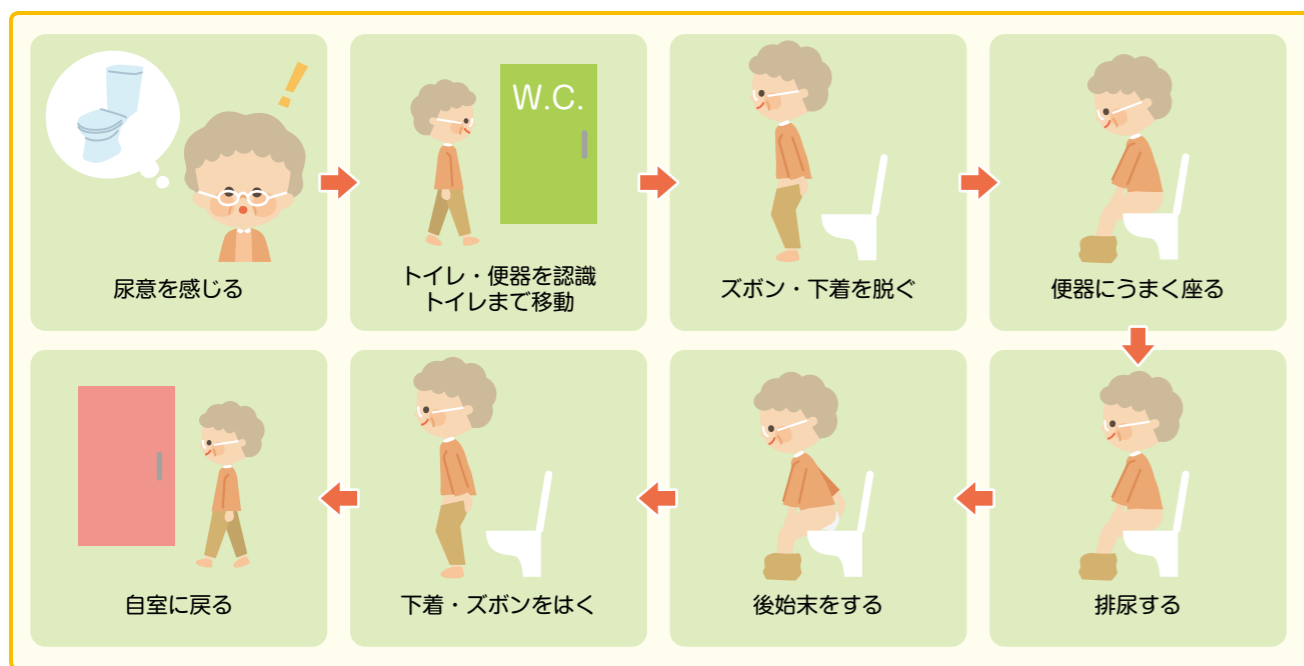 尿意を感じる
W.C.
トイレ・便器を認識
トイレまで移動
ズボン・下着を脱ぐ
便器にうまく座る
排尿する
後始末をする
下着・ズボンをはく
自室に戻る